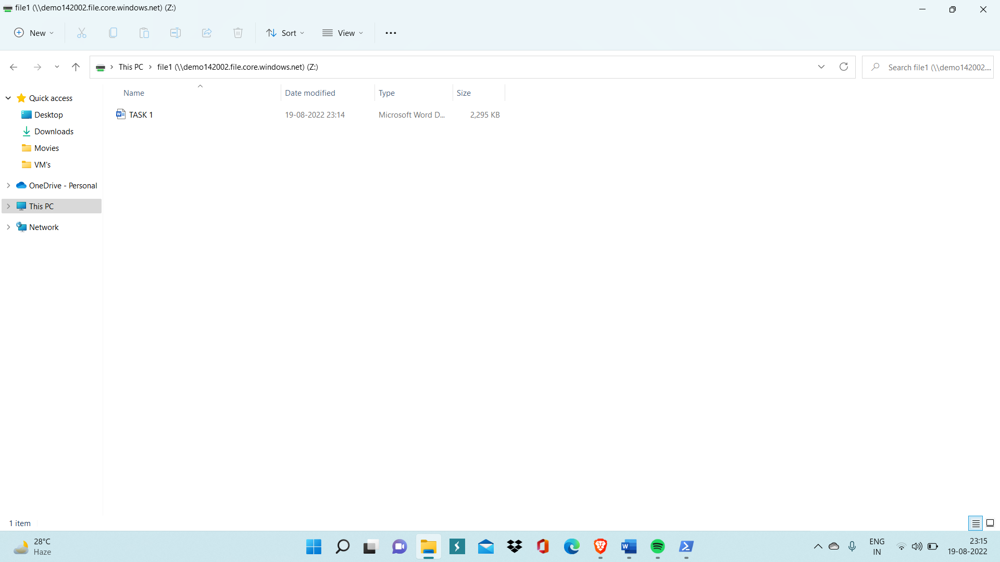 file1 (\\demo142002.file.core.windows.net) (Z:)
New
Sort
View
This PC > file1 (\\demo142002.file.core.windows.net) (Z:)
Search file1 (\\demo142002....
Name Date modified Type Size
TASK 1 19-08-2022 23:14 Microsoft Word D... 2,295 KB
Quick access
Desktop
Downloads
Movies
VM's
OneDrive - Personal
This PC
Network
1 item
28°C
Haze
ENG
IN
23:15
19-08-2022